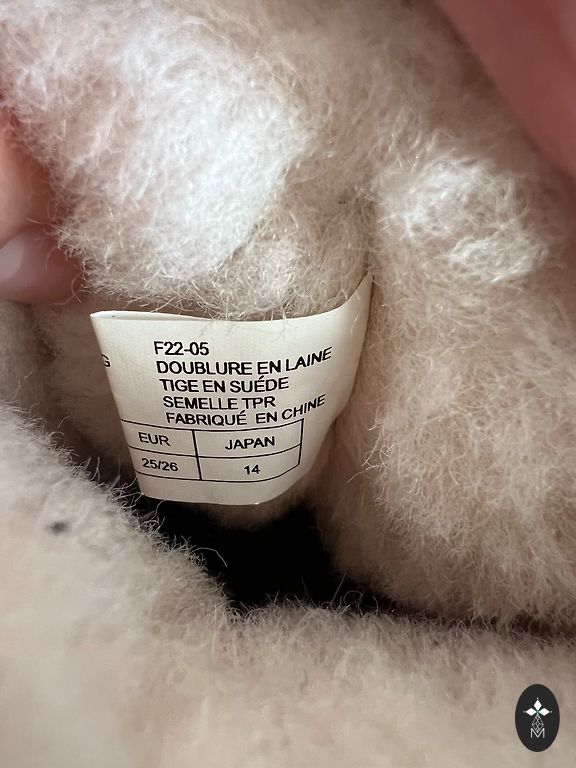 G
F22-05
DOUBLURE EN LAINE
TIGE EN SUÉDE
SEMELLE TPR
FABRIQUÉ EN CHINE
EUR JAPAN
25/26 14
M